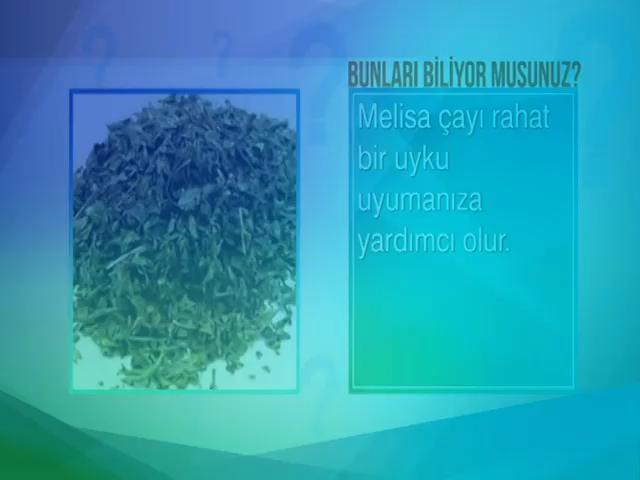 BUNLARI BİLİYOR MUSUNUZ?
Melisa çayı rahat
bir uyku
uyumanıza
yardımcı olur.